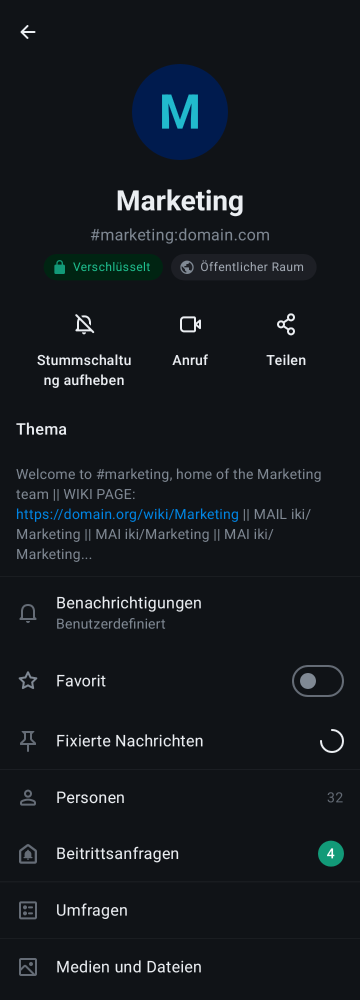 M
Marketing
#marketing:domain.com
Verschlüsselt
Öffentlicher Raum
Stummschaltu
ng aufheben
Anruf
Teilen
Thema
Welcome to #marketing, home of the Marketing
team || WIKI PAGE:
https://domain.org/wiki/Marketing || MAIL iki/
Marketing || MAI iki/Marketing || MAI iki/
Marketing...
Benachrichtigungen
Benutzerdefiniert
Favorit
Fixierte Nachrichten
Personen
32
Beitrittsanfragen
4
Umfragen
Medien und Dateien